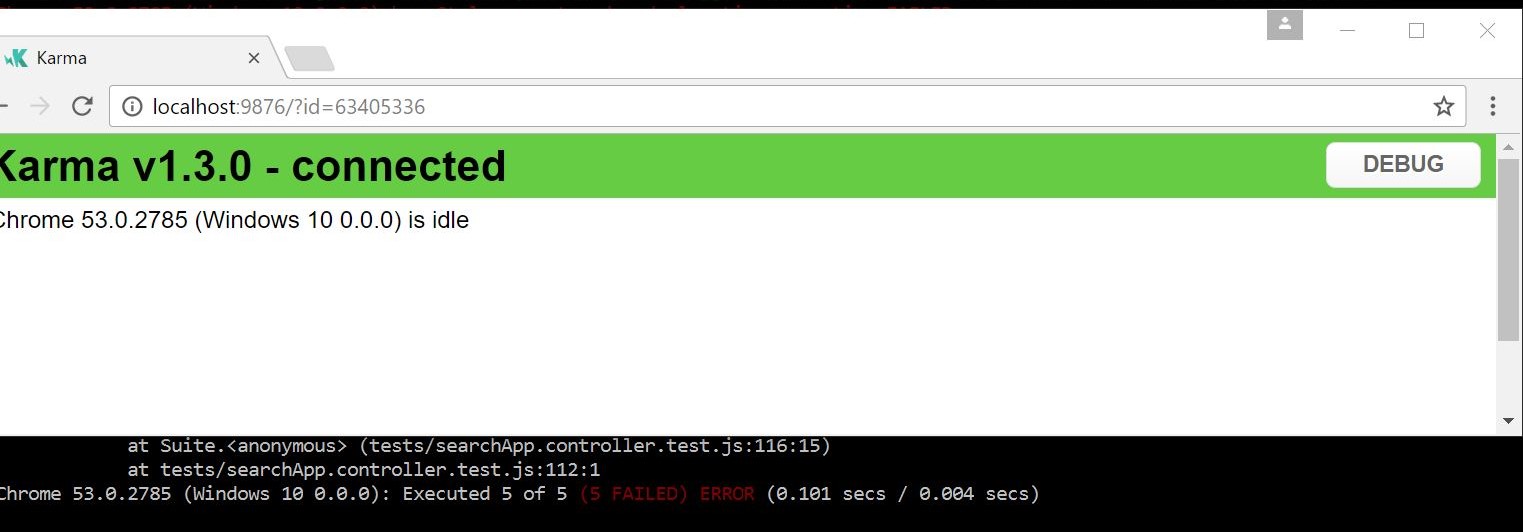 Karma
localhost:9876/?id=63405336
Karma v1.3.0 - connected
DEBUG
Chrome 53.0.2785 (Windows 10 0.0.0) is idle
at Suite.<anonymous> (tests/searchApp.controller.test.js:116:15)
at tests/searchApp.controller.test.js:112:1
Chrome 53.0.2785 (Windows 10 0.0.0): Executed 5 of 5 (5 FAILED) ERROR (0.101 secs / 0.004 secs)